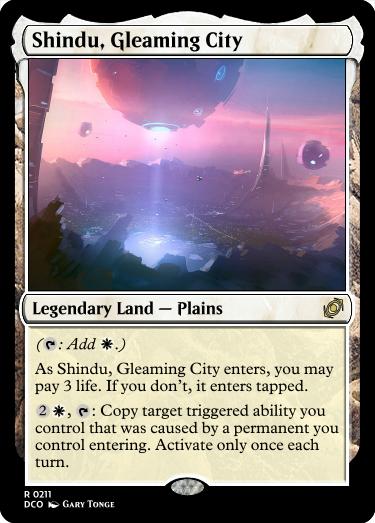 Shindu, Gleaming City
Legendary Land — Plains
(T: Add W.)
As Shindu, Gleaming City enters, you may
pay 3 life. If you don't, it enters tapped.
2 W, T: Copy target triggered ability you
control that was caused by a permanent you
control entering. Activate only once each
turn.
R 0211
DCO Gary Tonge